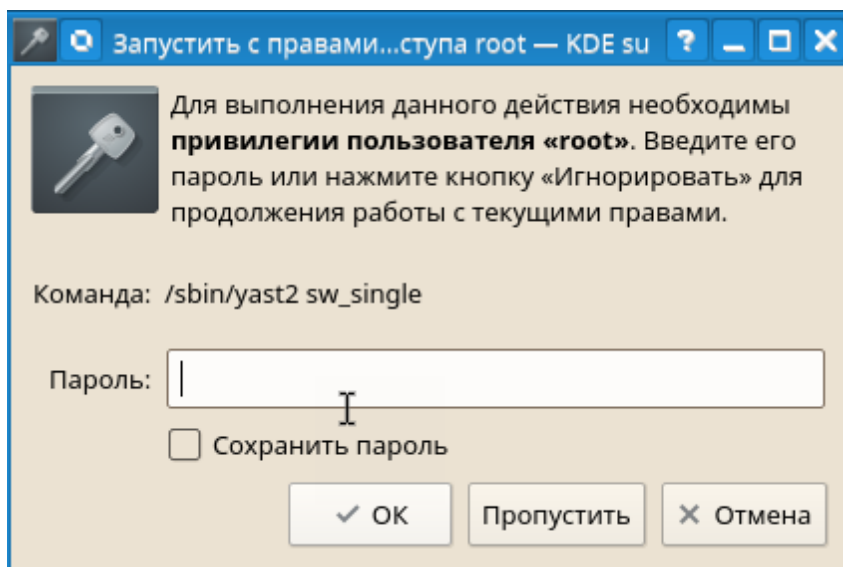 Запустить с правами...ступа root — KDE su
Для выполнения данного действия необходимы
привилегии пользователя «root». Введите его
пароль или нажмите кнопку «Игнорировать» для
продолжения работы с текущими правами.
Команда: /sbin/yast2 sw_single
Пароль:
Сохранить пароль
ОК Пропустить Отмена